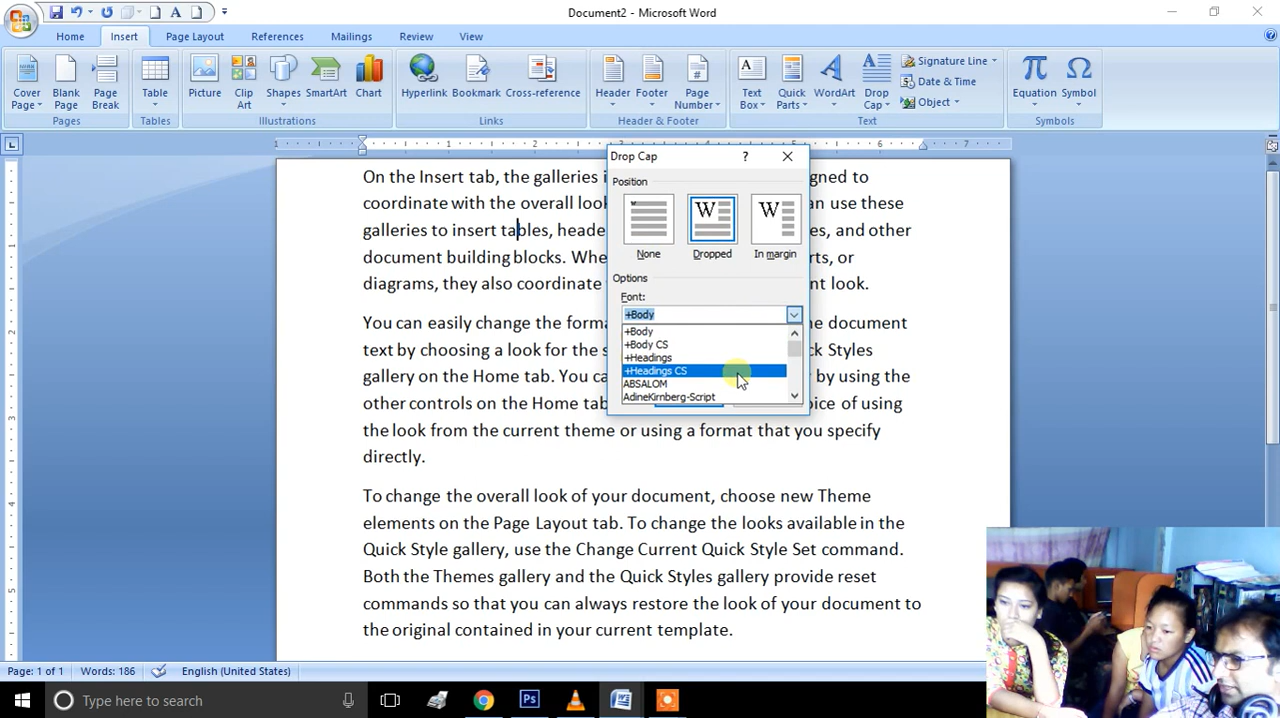 Document2 - Microsoft Word
Home Insert Page Layout References Mailings Review View
Cover Page Blank Page Page Break Table Picture Clip Art Shapes SmartArt Chart Hyperlink Bookmark Cross-reference Header Footer Page Number Text Box Quick Parts WordArt Drop Cap Signature Line Date & Time Object Equation Symbol
Pages Tables Illustrations Links Header & Footer Text Symbols
Drop Cap ?
Position
W W
None Dropped In margin
Options
Font:
+Body
+Body
+Body CS
+Headings
+Headings CS
ABSALOM
AdineKirnberg-Script
On the Insert tab, the galleries i gned to
coordinate with the overall loo an use these
galleries to insert tables, heade es, and other
document building blocks. Whe rts, or
diagrams, they also coordinate nt look.
You can easily change the forma he document
text by choosing a look for the s ck Styles
gallery on the Home tab. You ca by using the
other controls on the Home tab oice of using
the look from the current theme or using a format that you specify
directly.
To change the overall look of your document, choose new Theme
elements on the Page Layout tab. To change the looks available in the
Quick Style gallery, use the Change Current Quick Style Set command.
Both the Themes gallery and the Quick Styles gallery provide reset
commands so that you can always restore the look of your document to
the original contained in your current template.
Page: 1 of 1 Words: 186 English (United States)
Type here to search